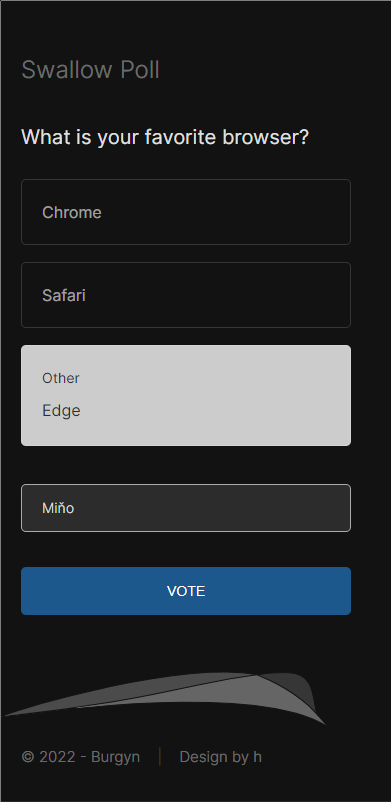 Swallow Poll
What is your favorite browser?
Chrome
Safari
Other
Edge
Miňo
VOTE
© 2022 - Burgyn | Design by h